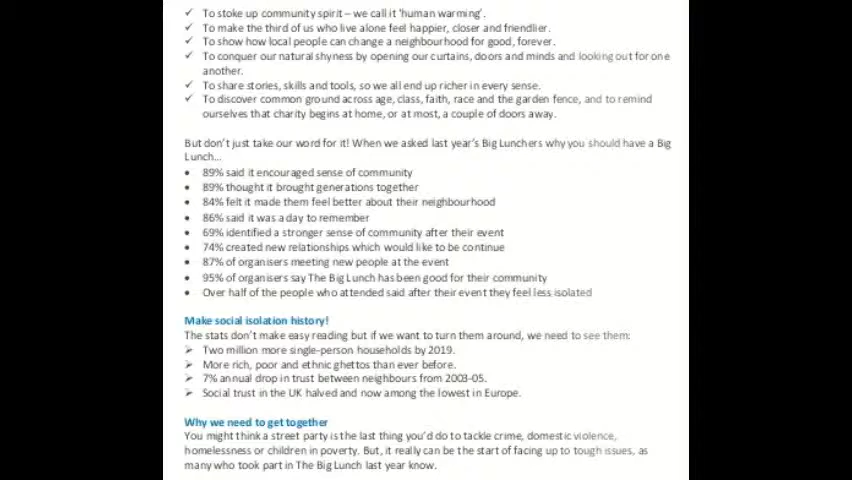 ✓ To stoke up community spirit – we call it 'human warming'.
✓ To make the third of us who live alone feel happier, closer and friendlier.
✓ To show how local people can change a neighbourhood for good, forever.
✓ To conquer our natural shyness by opening our curtains, doors and minds and looking out for one
another.
✓ To share stories, skills and tools, so we all end up richer in every sense.
✓ To discover common ground across age, class, faith, race and the garden fence, and to remind
ourselves that charity begins at home, or at most, a couple of doors away.
But don't just take our word for it! When we asked last year's Big Lunchers why you should have a Big
Lunch...
• 89% said it encouraged sense of community
• 89% thought it brought generations together
• 84% felt it made them feel better about their neighbourhood
• 86% said it was a day to remember
• 69% identified a stronger sense of community after their event
• 74% created new relationships which would like to be continue
• 87% of organisers meeting new people at the event
• 95% of organisers say The Big Lunch has been good for their community
• Over half of the people who attended said after their event they feel less isolated
Make social isolation history!
The stats don't make easy reading but if we want to turn them around, we need to see them:
➢ Two million more single-person households by 2019.
➢ More rich, poor and ethnic ghettos than ever before.
➢ 7% annual drop in trust between neighbours from 2003-05.
➢ Social trust in the UK halved and now among the lowest in Europe.
Why we need to get together
You might think a street party is the last thing you'd do to tackle crime, domestic violence,
homelessness or children in poverty. But, it really can be the start of facing up to tough issues, as
many who took part in The Big Lunch last year know.